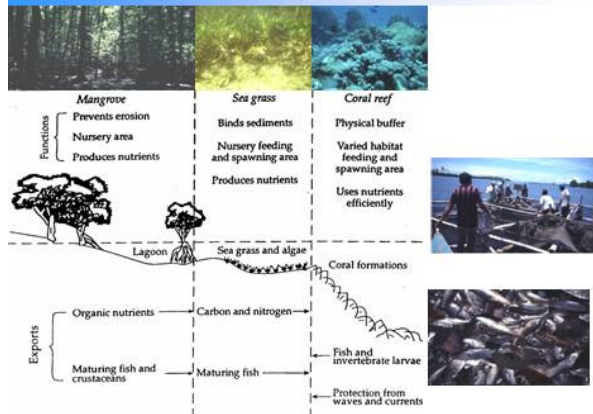 Mangrove
Sea grass
Coral reef
Functions
Prevents erosion
Nursery area
Produces nutrients
Binds sediments
Nursery feeding
and spawning area
Produces nutrients
Physical buffer
Varied habitat
feeding and
spawning area
Uses nutrients
efficiently
Lagoon
Sea grass and algae
Coral formations
Exports
Organic nutrients
Carbon and nitrogen
Fish and
invertebrate larvae
Maturing fish and
crustaceans
Maturing fish
Protection from
waves and currents